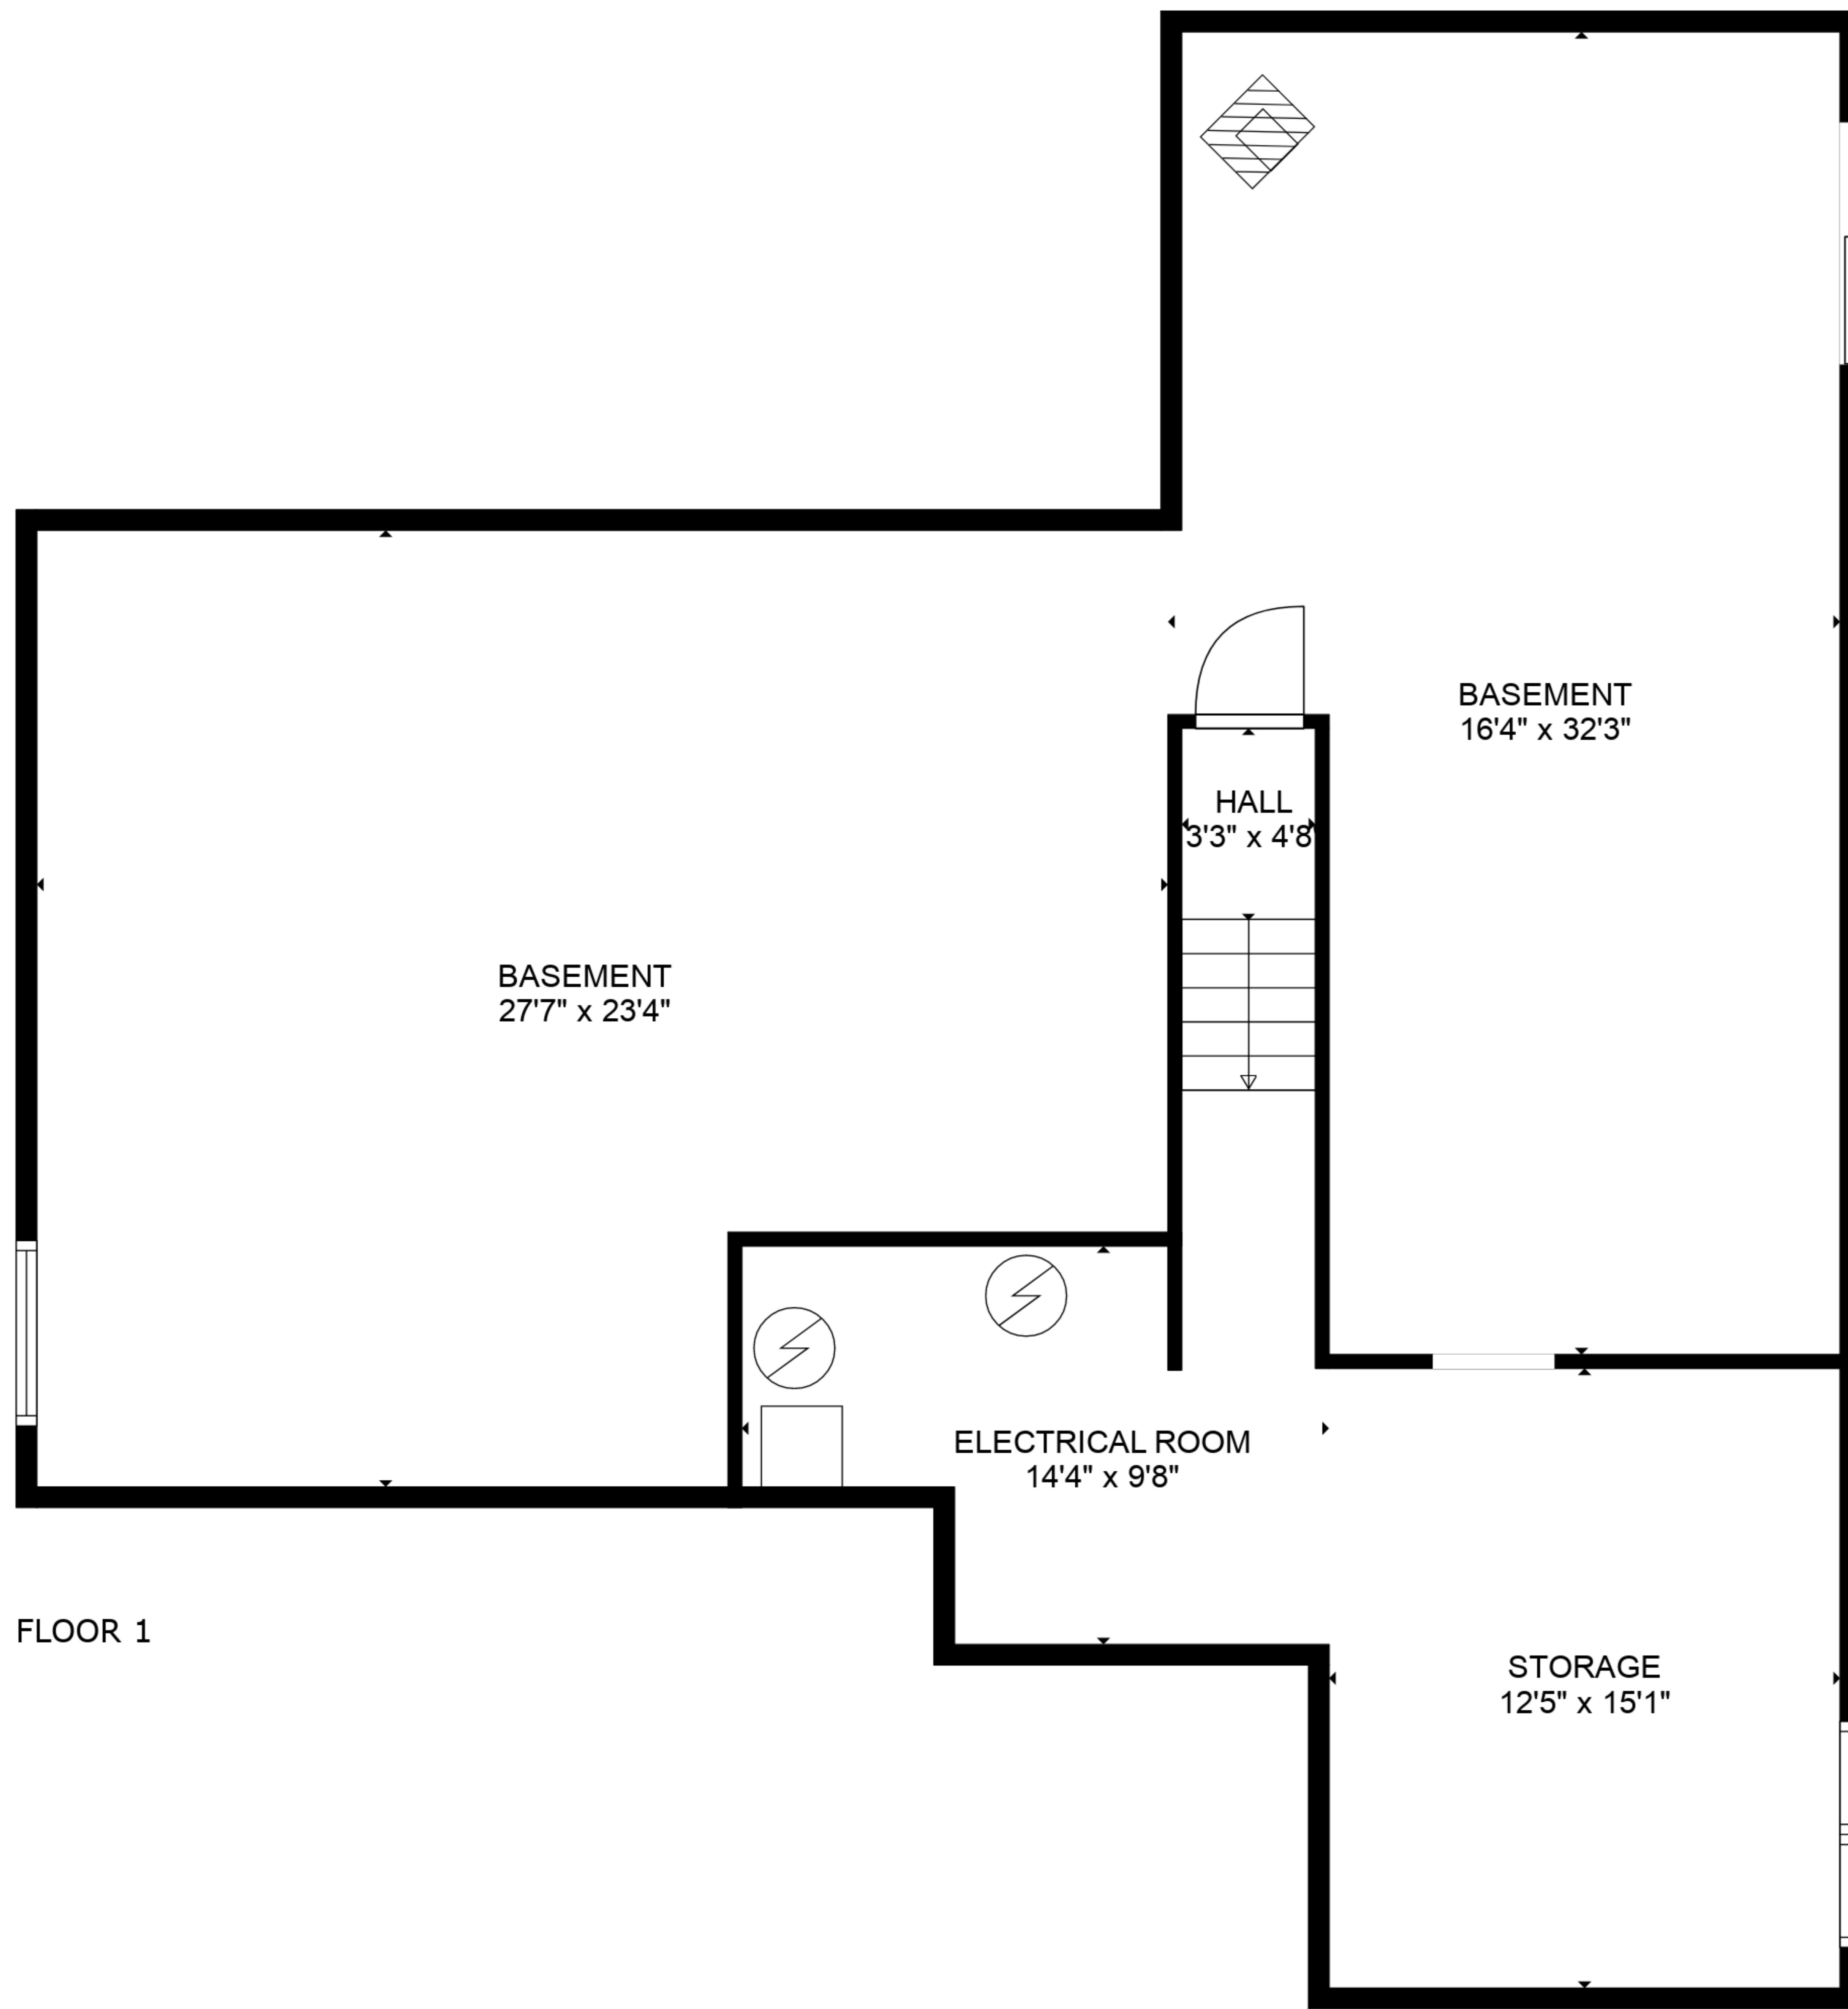 BASEMENT
16'4" x 32'3"
HALL
3'3" x 4'8
BASEMENT
27'7" x 23'4"
ELECTRICAL ROOM
14'4" x 9'8"
FLOOR 1
STORAGE
12'5" x 15'1"